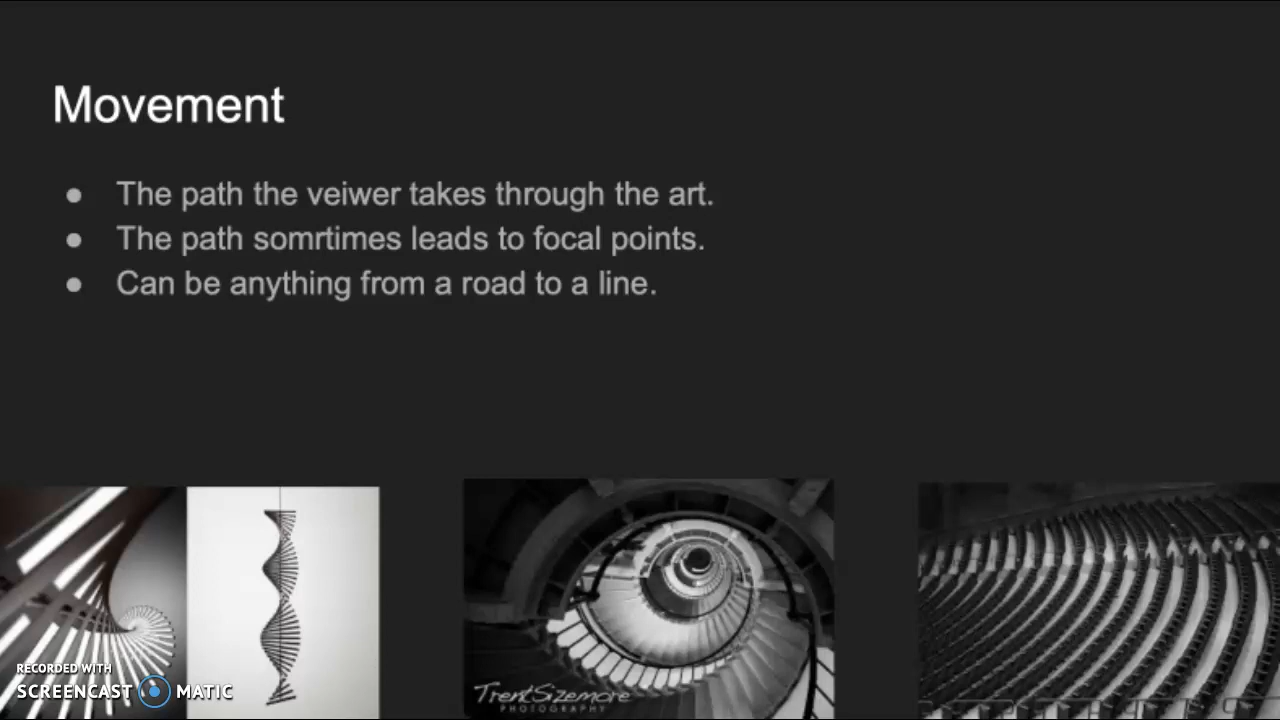 Movement
● The path the veiwer takes through the art.
● The path somrtimes leads to focal points.
● Can be anything from a road to a line.
RECORDED WITH
SCREENCAST MATIC
TrentSizemore
PHOTOGRAPHY